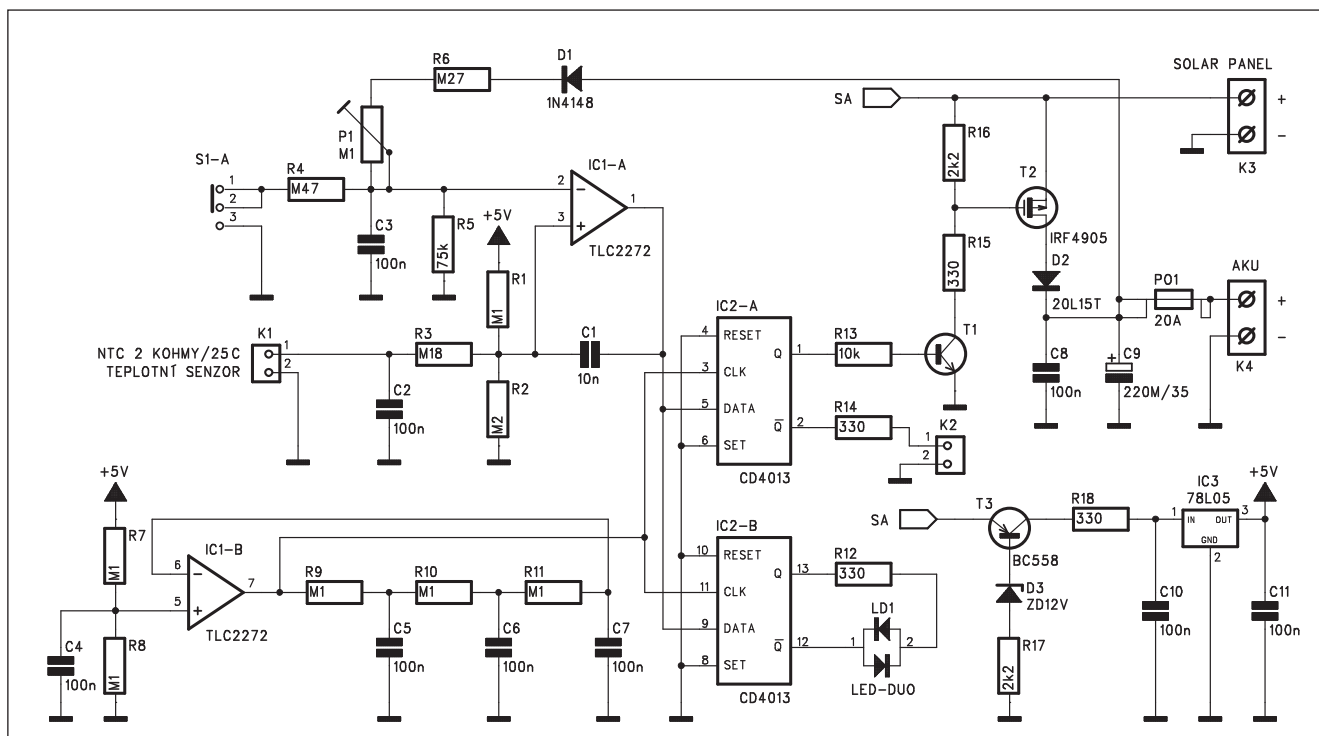 R6
M27
D1
1N4148
SOLAR PANEL
+
-
K3
SA
P1
M1
S1-A
1
2
3
R4
M47
IC1-A
2
3
1
-
+
TLC2272
R16
2k2
T2
IRF4905
C3
100n
R5
75k
+5V
R1
M1
R15
330
D2
20L15T
PO1
20A
AKU
+
-
K4
K1
1
2
NTC 2 KOHMY/25C
TEPLOTNÍ SENZOR
R3
M18
C1
10n
C2
100n
R2
M2
IC2-A
4 RESET
3 CLK
5 DATA
6 SET
Q 1
Q̅ 2
CD4013
R13
10k
T1
R14
330
K2
1
2
C8
100n
+
C9
220M/35
+5V
R7
M1
IC1-B
6
5
7
-
+
TLC2272
R8
M1
C4
100n
R9
M1
R10
M1
R11
M1
C5
100n
C6
100n
C7
100n
IC2-B
10 RESET
11 CLK
9 DATA
8 SET
Q 13
Q̅ 12
CD4013
R12
330
LD1
1
2
LED-DUO
SA
T3
BC558
D3
ZD12V
R17
2k2
R18
330
IC3
78L05
1
IN OUT
GND
3
2
+5V
C10
100n
C11
100n